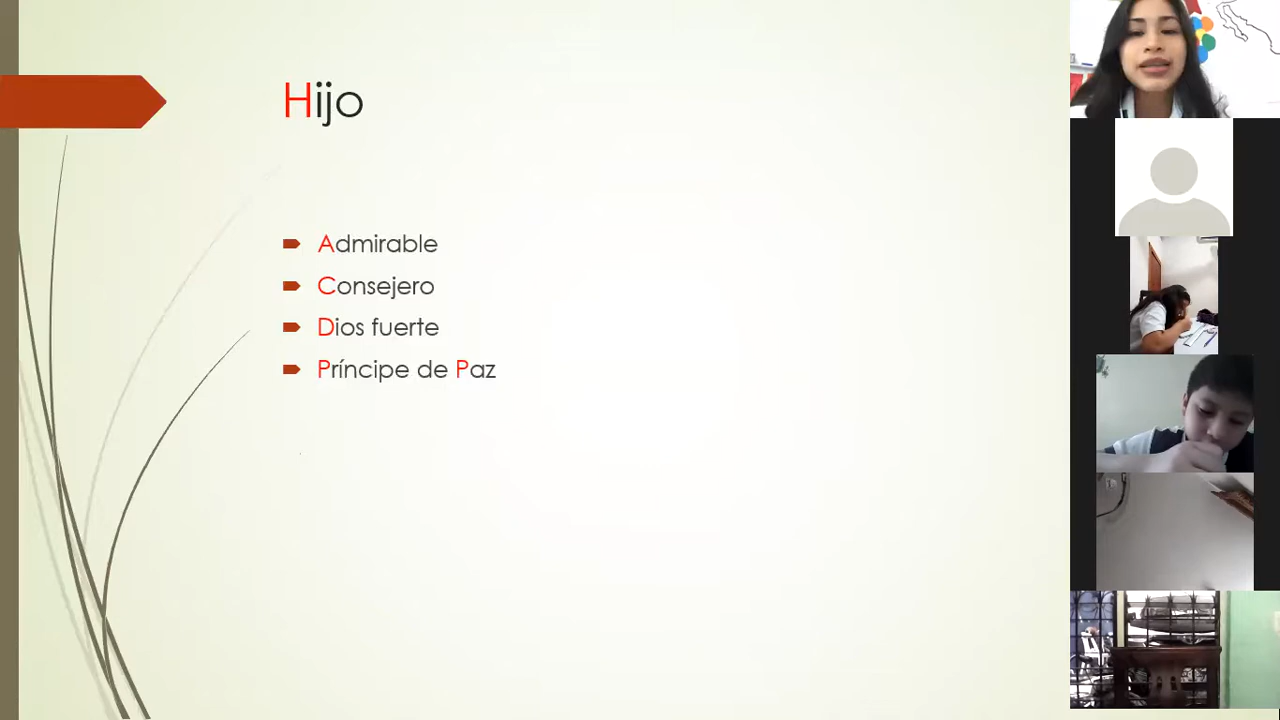 Hijo
Admirable
Consejero
Dios fuerte
Príncipe de Paz